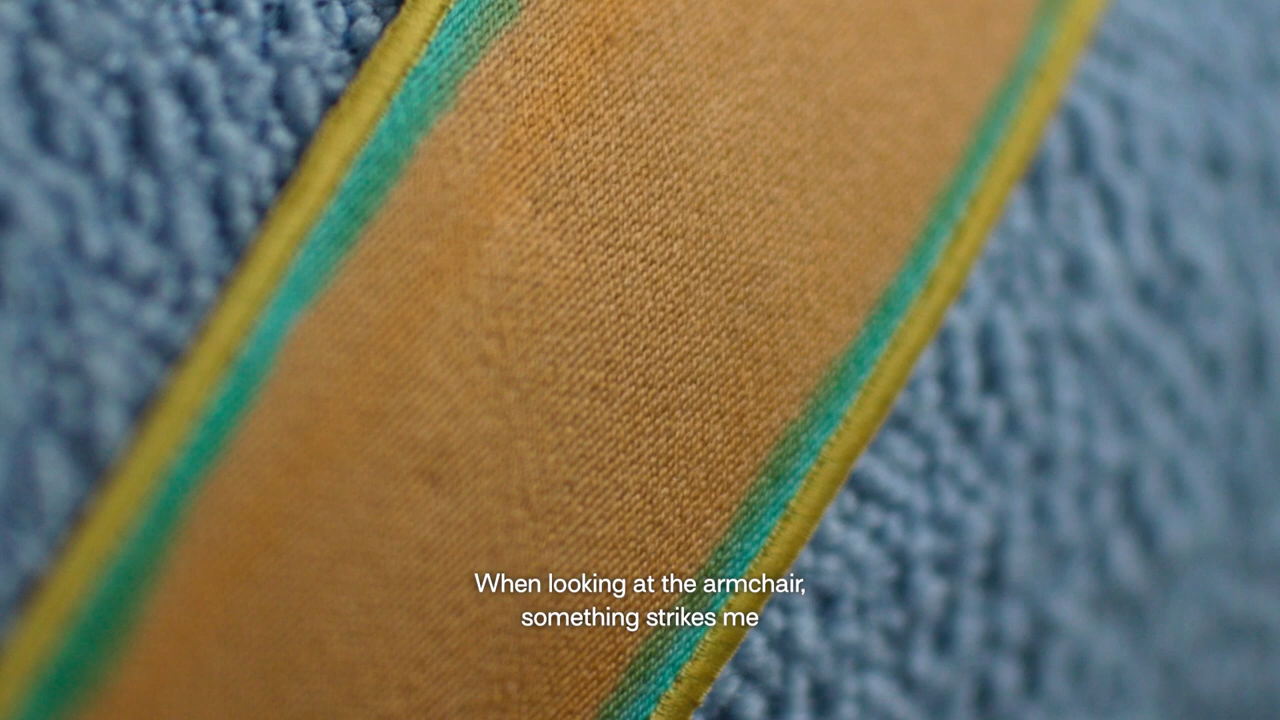 When looking at the armchair,
something strikes me